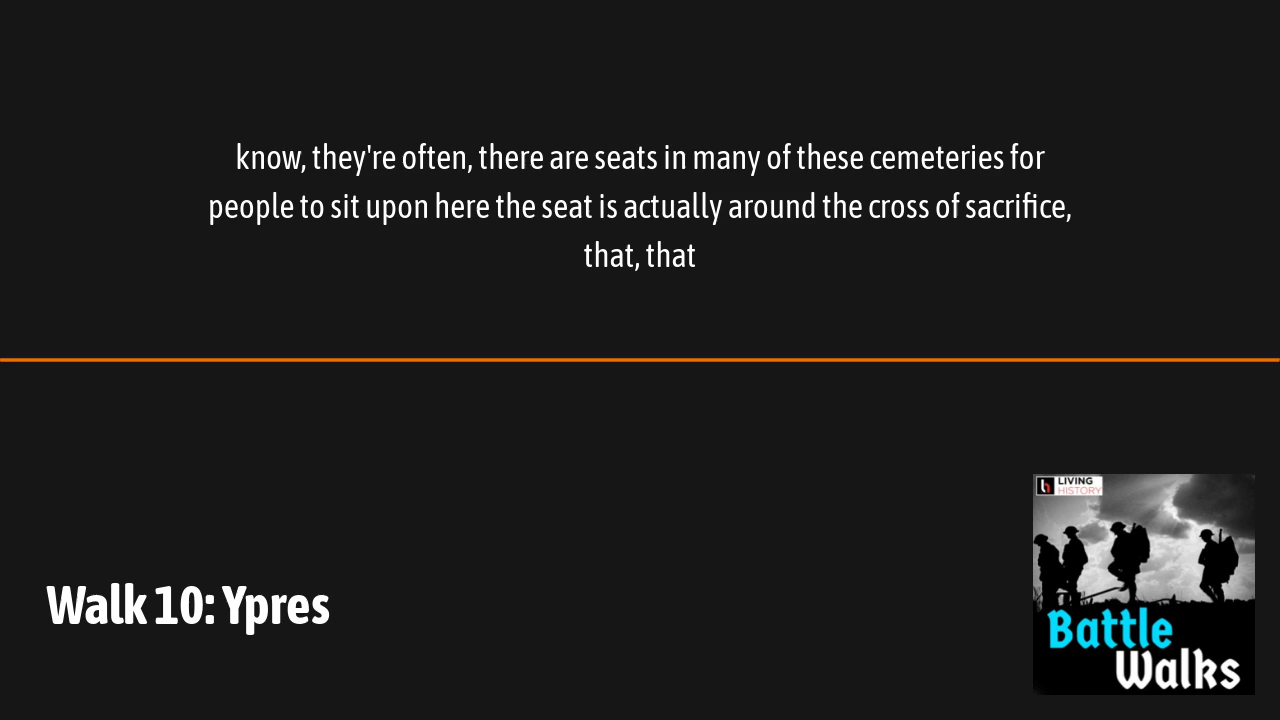 know, they're often, there are seats in many of these cemeteries for
people to sit upon here the seat is actually around the cross of sacrifice,
that, that
LIVING
HISTORY
Battle
Walks
Walk 10: Ypres